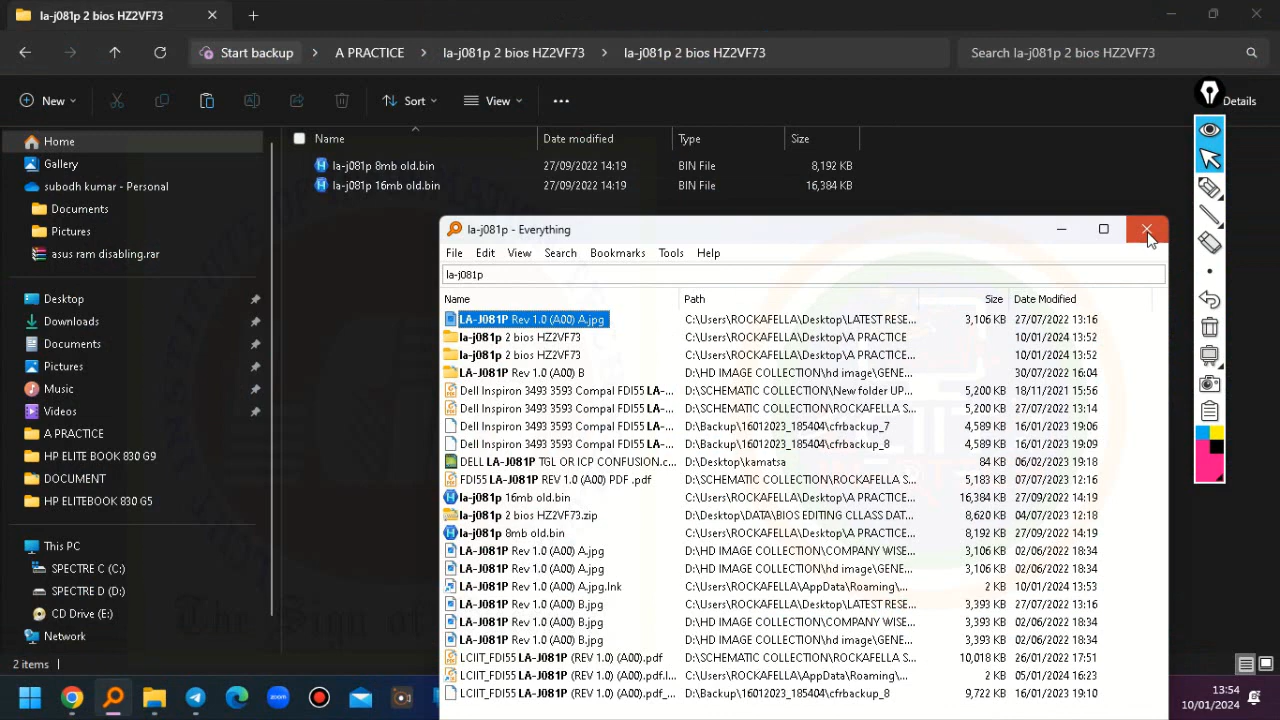 la-j081p 2 bios HZ2VF73
Start backup A PRACTICE la-j081p 2 bios HZ2VF73 la-j081p 2 bios HZ2VF73 Search la-j081p 2 bios HZ2VF73
New Sort View Details
Home
Gallery
subodh kumar - Personal
Documents
Pictures
asus ram disabling.rar
Desktop
Downloads
Documents
Pictures
Music
Videos
A PRACTICE
HP ELITE BOOK 830 G9
DOCUMENT
HP ELITEBOOK 830 G5
This PC
SPECTRE C (C:)
SPECTRE D (D:)
CD Drive (E:)
Network
2 items
Name Date modified Type Size
la-j081p 8mb old.bin 27/09/2022 14:19 BIN File 8,192 KB
la-j081p 16mb old.bin 27/09/2022 14:19 BIN File 16,384 KB
la-j081p - Everything
File Edit View Search Bookmarks Tools Help
la-j081p
Name Path Size Date Modified
LA-J081P Rev 1.0 (A00) A.jpg C:\Users\ROCKAFELLA\Desktop\LATEST RESE... 3,106 KB 27/07/2022 13:16
la-j081p 2 bios HZ2VF73 C:\Users\ROCKAFELLA\Desktop\A PRACTICE 10/01/2024 13:52
la-j081p 2 bios HZ2VF73 C:\Users\ROCKAFELLA\Desktop\A PRACTICE... 10/01/2024 13:52
LA-J081P Rev 1.0 (A00) B D:\HD IMAGE COLLECTION\hd image\GENE... 30/07/2022 16:04
Dell Inspiron 3493 3593 Compal FDI55 LA-... D:\SCHEMATIC COLLECTION\New folder UP... 5,200 KB 18/11/2021 15:56
Dell Inspiron 3493 3593 Compal FDI55 LA-... D:\SCHEMATIC COLLECTION\ROCKAFELLA S... 5,200 KB 27/07/2022 13:14
Dell Inspiron 3493 3593 Compal FDI55 LA-... D:\Backup\16012023_185404\cfrbackup_7 4,589 KB 16/01/2023 19:06
Dell Inspiron 3493 3593 Compal FDI55 LA-... D:\Backup\16012023_185404\cfrbackup_8 4,589 KB 16/01/2023 19:09
DELL LA-J081P TGL OR ICP CONFUSION.c... D:\Desktop\kamatsa 84 KB 06/02/2023 19:18
FDI55 LA-J081P REV 1.0 (A00) PDF .pdf D:\SCHEMATIC COLLECTION\ROCKAFELLA S... 5,183 KB 07/07/2023 12:16
la-j081p 16mb old.bin C:\Users\ROCKAFELLA\Desktop\A PRACTICE... 16,384 KB 27/09/2022 14:19
la-j081p 2 bios HZ2VF73.zip D:\Desktop\DATA\BIOS EDITING CLLASS DAT... 8,620 KB 04/07/2023 12:18
la-j081p 8mb old.bin C:\Users\ROCKAFELLA\Desktop\A PRACTICE... 8,192 KB 27/09/2022 14:19
LA-J081P Rev 1.0 (A00) A.jpg D:\HD IMAGE COLLECTION\COMPANY WISE... 3,106 KB 02/06/2022 18:34
LA-J081P Rev 1.0 (A00) A.jpg D:\HD IMAGE COLLECTION\hd image\GENE... 3,106 KB 02/06/2022 18:34
LA-J081P Rev 1.0 (A00) A.jpg.lnk C:\Users\ROCKAFELLA\AppData\Roaming\... 2 KB 10/01/2024 13:53
LA-J081P Rev 1.0 (A00) B.jpg C:\Users\ROCKAFELLA\Desktop\LATEST RESE... 3,393 KB 27/07/2022 13:16
LA-J081P Rev 1.0 (A00) B.jpg D:\HD IMAGE COLLECTION\COMPANY WISE... 3,393 KB 02/06/2022 18:34
LA-J081P Rev 1.0 (A00) B.jpg D:\HD IMAGE COLLECTION\hd image\GENE... 3,393 KB 02/06/2022 18:34
LCIIT_FDI55 LA-J081P (REV 1.0) (A00).pdf D:\SCHEMATIC COLLECTION\ROCKAFELLA S... 10,018 KB 26/01/2022 17:51
LCIIT_FDI55 LA-J081P (REV 1.0) (A00).pdf.l... C:\Users\ROCKAFELLA\AppData\Roaming\... 2 KB 05/01/2024 16:23
LCIIT_FDI55 LA-J081P (REV 1.0) (A00).pdf_... D:\Backup\16012023_185404\cfrbackup_8 9,722 KB 16/01/2023 19:10
The Sign of
zoom
13:54
10/01/2024